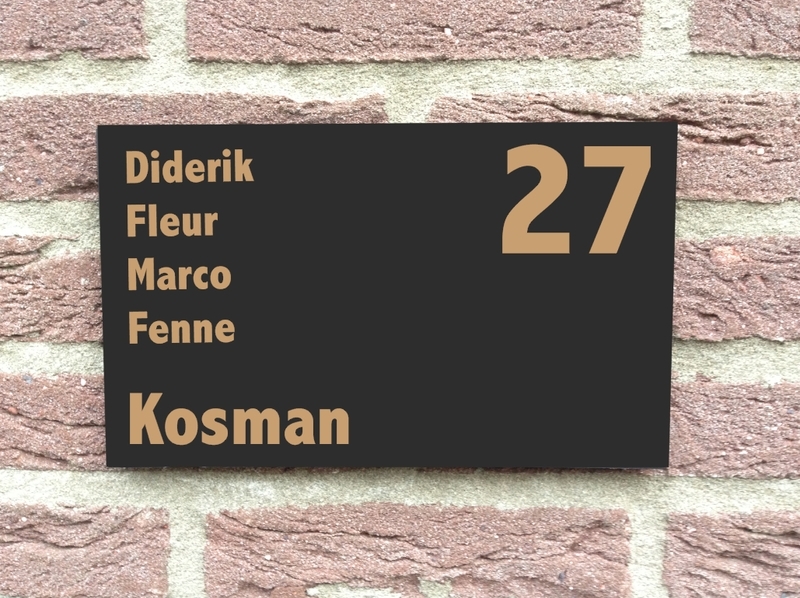 Diderik
Fleur
Marco
Fenne
Kosman
27